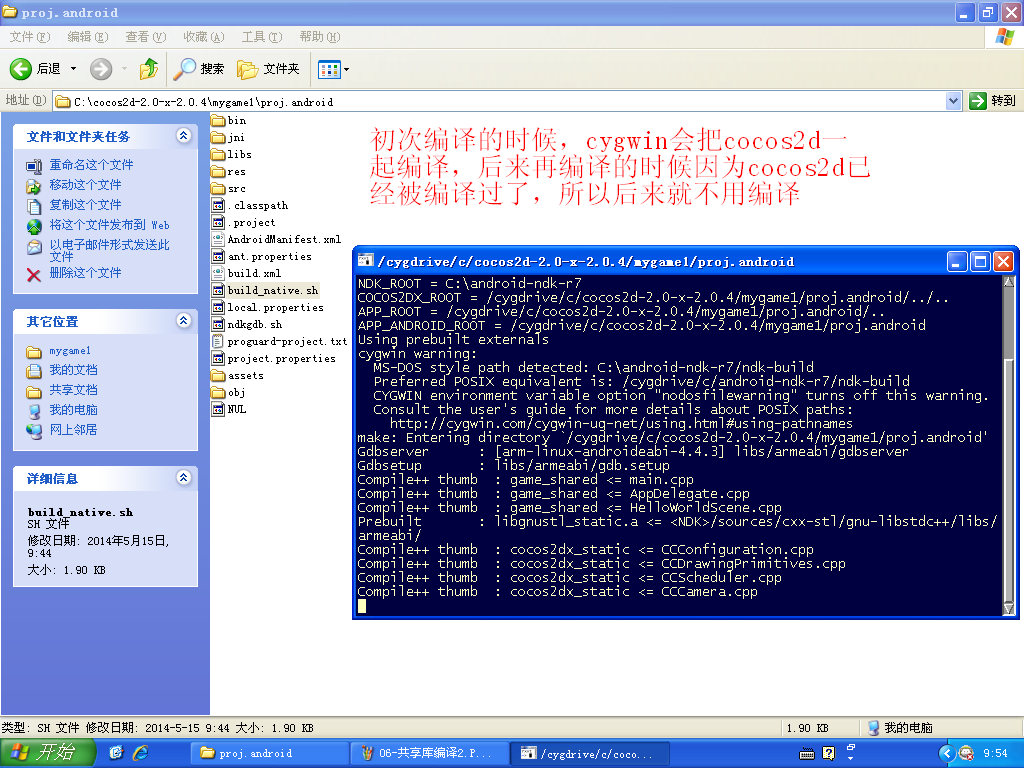 proj.android
文件(F) 编辑(E) 查看(V) 收藏(A) 工具(T) 帮助(H)
后退 搜索 文件夹
地址(D) C:\cocos2d-2.0-x-2.0.4\mygame1\proj.android 转到
文件和文件夹任务
重命名这个文件
移动这个文件
复制这个文件
将这个文件发布到 Web
以电子邮件形式发送此
文件
删除这个文件
其它位置
mygame1
我的文档
共享文档
我的电脑
网上邻居
详细信息
build_native.sh
SH 文件
修改日期: 2014年5月15日,
9:44
大小: 1.90 KB
bin
jni
libs
res
src
.classpath
.project
AndroidManifest.xml
ant.properties
build.xml
build_native.sh
local.properties
ndkgdb.sh
proguard-project.txt
project.properties
assets
obj
NUL
初次编译的时候，cygwin会把cocos2d一
起编译，后来再编译的时候因为cocos2d已
经被编译过了，所以后来就不用编译
/cygdrive/c/cocos2d-2.0-x-2.0.4/mygame1/proj.android
NDK_ROOT = C:\android-ndk-r7
COCOS2DX_ROOT = /cygdrive/c/cocos2d-2.0-x-2.0.4/mygame1/proj.android/../..
APP_ROOT = /cygdrive/c/cocos2d-2.0-x-2.0.4/mygame1/proj.android/..
APP_ANDROID_ROOT = /cygdrive/c/cocos2d-2.0-x-2.0.4/mygame1/proj.android
Using prebuilt externals
cygwin warning:
MS-DOS style path detected: C:\android-ndk-r7/ndk-build
Preferred POSIX equivalent is: /cygdrive/c/android-ndk-r7/ndk-build
CYGWIN environment variable option "nodosfilewarning" turns off this warning.
Consult the user's guide for more details about POSIX paths:
http://cygwin.com/cygwin-ug-net/using.html#using-pathnames
make: Entering directory `/cygdrive/c/cocos2d-2.0-x-2.0.4/mygame1/proj.android'
Gdbserver : [arm-linux-androideabi-4.4.3] libs/armeabi/gdbserver
Gdbsetup : libs/armeabi/gdb.setup
Compile++ thumb : game_shared <= main.cpp
Compile++ thumb : game_shared <= AppDelegate.cpp
Compile++ thumb : game_shared <= HelloWorldScene.cpp
Prebuilt : libgnustl_static.a <= <NDK>/sources/cxx-stl/gnu-libstdc++/libs/
armeabi/
Compile++ thumb : cocos2dx_static <= CCConfiguration.cpp
Compile++ thumb : cocos2dx_static <= CCDrawingPrimitives.cpp
Compile++ thumb : cocos2dx_static <= CCScheduler.cpp
Compile++ thumb : cocos2dx_static <= CCCamera.cpp
类型: SH 文件 修改日期: 2014-5-15 9:44 大小: 1.90 KB 1.90 KB 我的电脑
开始 proj.android 06-共享库编译2.P... /cygdrive/c/coco... 9:54